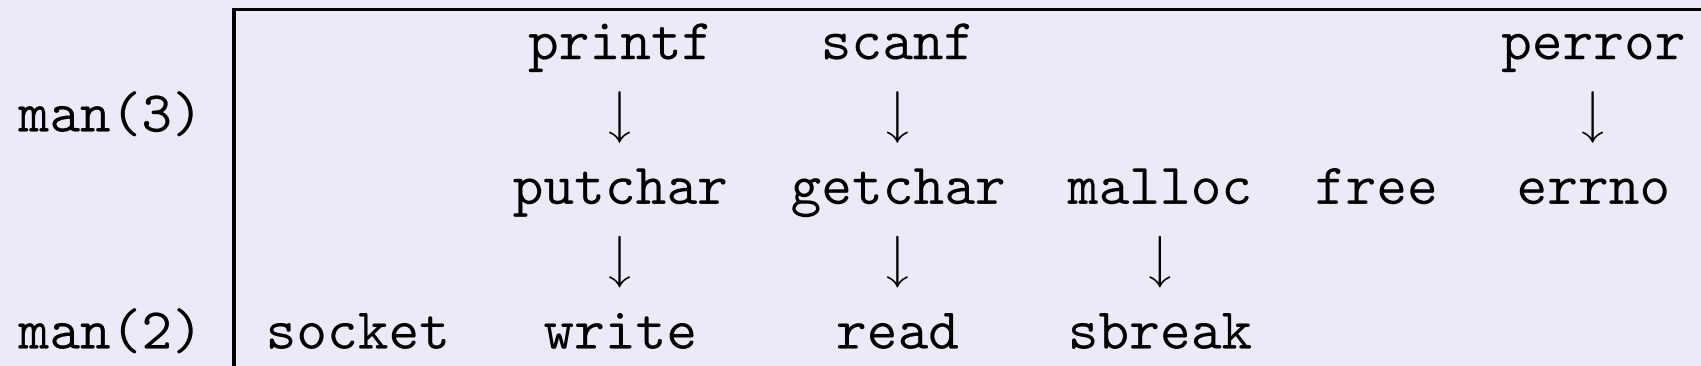 printf scanf perror
man(3)
↓ ↓ ↓
putchar getchar malloc free errno
↓ ↓ ↓
man(2) socket write read sbreak